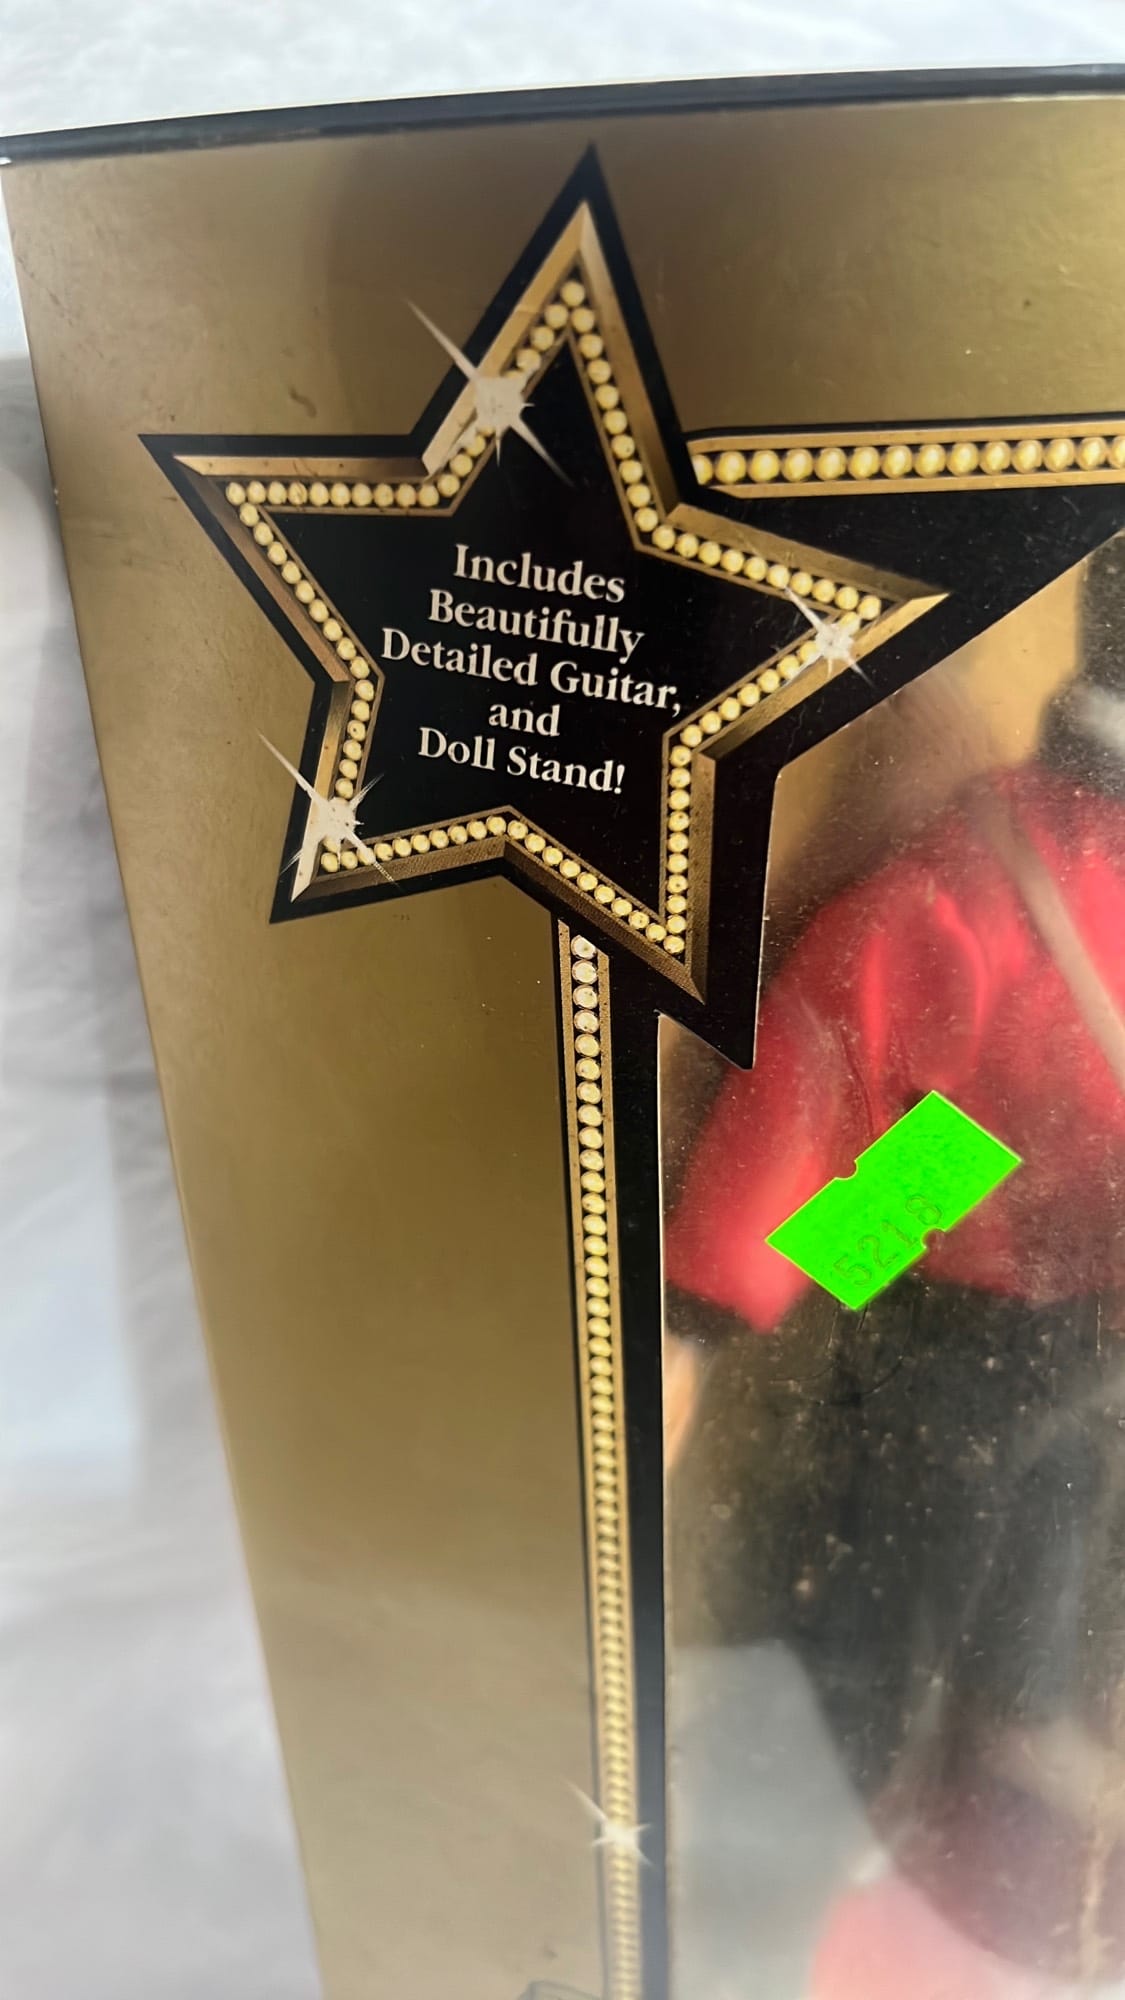 Includes
Beautifully
Detailed Guitar,
and
Doll Stand!
5218